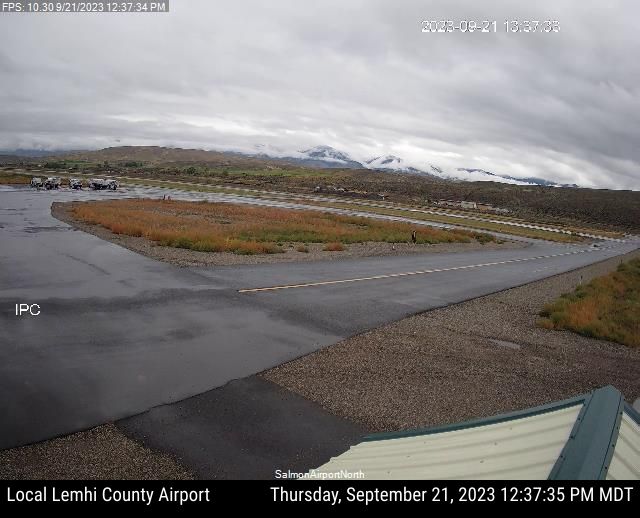 FPS: 10.30 9/21/2023 12:37:34 PM
2023-09-21 13:37:33
IPC
SalmonAirportNorth
Local Lemhi County Airport
Thursday, September 21, 2023 12:37:35 PM MDT